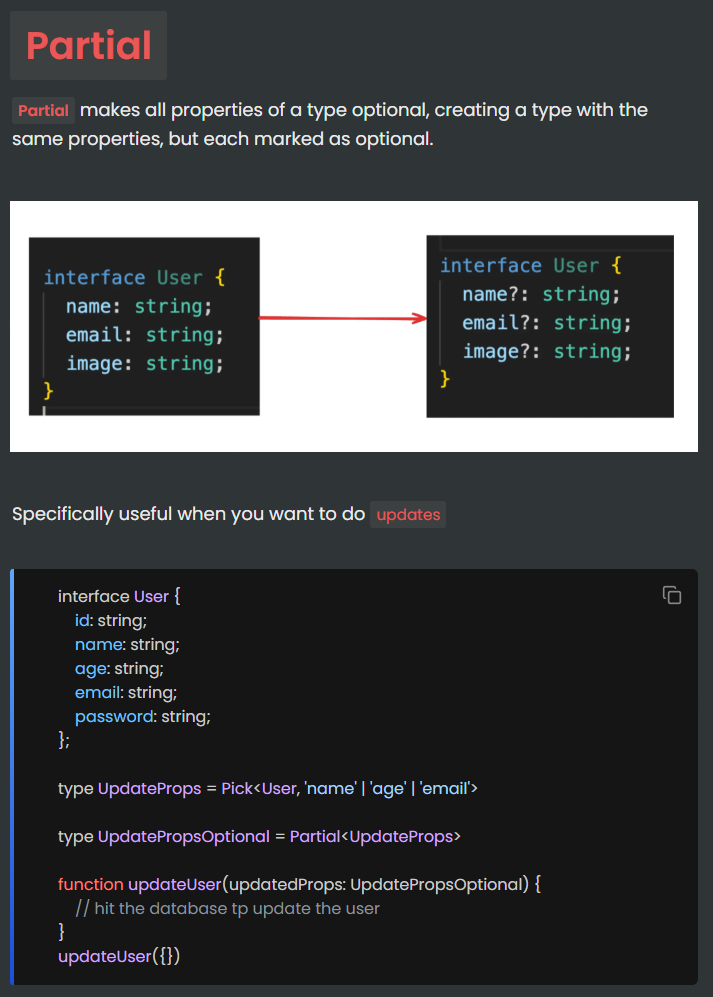 Partial
Partial makes all properties of a type optional, creating a type with the
same properties, but each marked as optional.
interface User {
name: string;
email: string;
image: string;
}
interface User {
name?: string;
email?: string;
image?: string;
}
Specifically useful when you want to do updates
interface User {
id: string;
name: string;
age: string;
email: string;
password: string;
};
type UpdateProps = Pick<User, 'name' | 'age' | 'email'>
type UpdatePropsOptional = Partial<UpdateProps>
function updateUser(updatedProps: UpdatePropsOptional) {
// hit the database tp update the user
}
updateUser({})